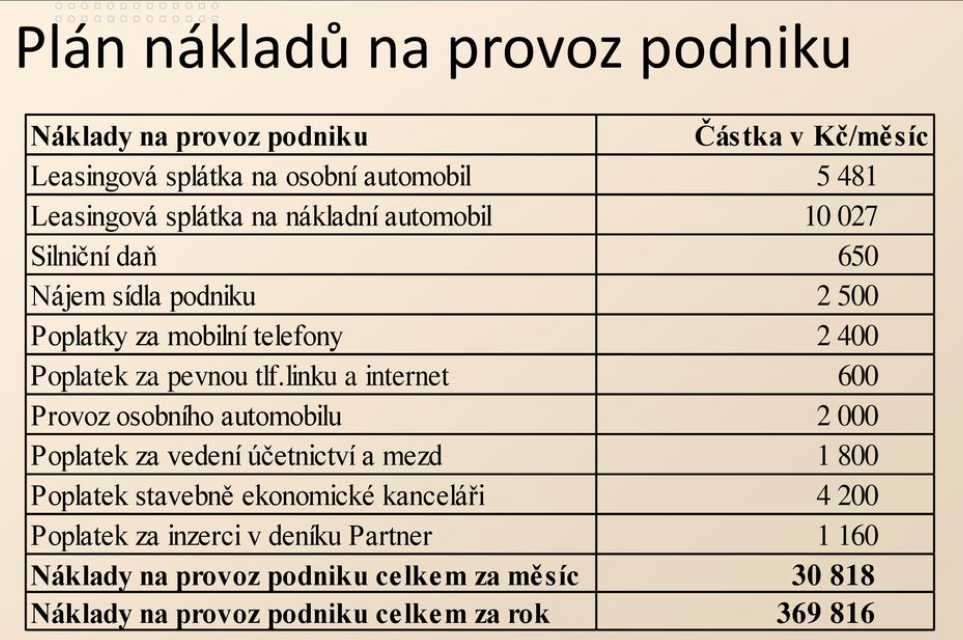 Plán nákladů na provoz podniku
Náklady na provoz podniku Částka v Kč/měsíc
Leasingová splátka na osobní automobil 5 481
Leasingová splátka na nákladní automobil 10 027
Silniční daň 650
Nájem sídla podniku 2 500
Poplatky za mobilní telefony 2 400
Poplatek za pevnou tlf.linku a internet 600
Provoz osobního automobilu 2 000
Poplatek za vedení účetnictví a mezd 1 800
Poplatek stavebně ekonomické kanceláři 4 200
Poplatek za inzerci v deníku Partner 1 160
Náklady na provoz podniku celkem za měsíc 30 818
Náklady na provoz podniku celkem za rok 369 816